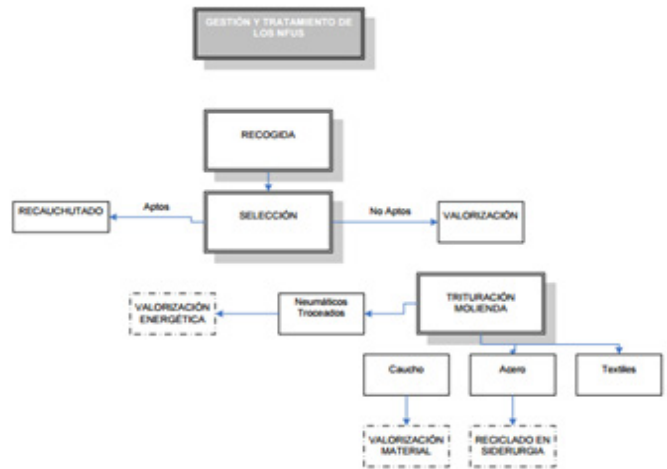 GESTIÓN Y TRATAMIENTO DE
LOS NFUS
RECOGIDA
RECAUCHUTADO
Aptos
SELECCIÓN
No Aptos
VALORIZACIÓN
VALORIZACIÓN
ENERGÉTICA
Neumáticos
Troceados
TRITURACIÓN
MOLIENDA
Caucho
Acero
Textiles
VALORIZACIÓN
MATERIAL
RECICLADO EN
SIDERURGIA